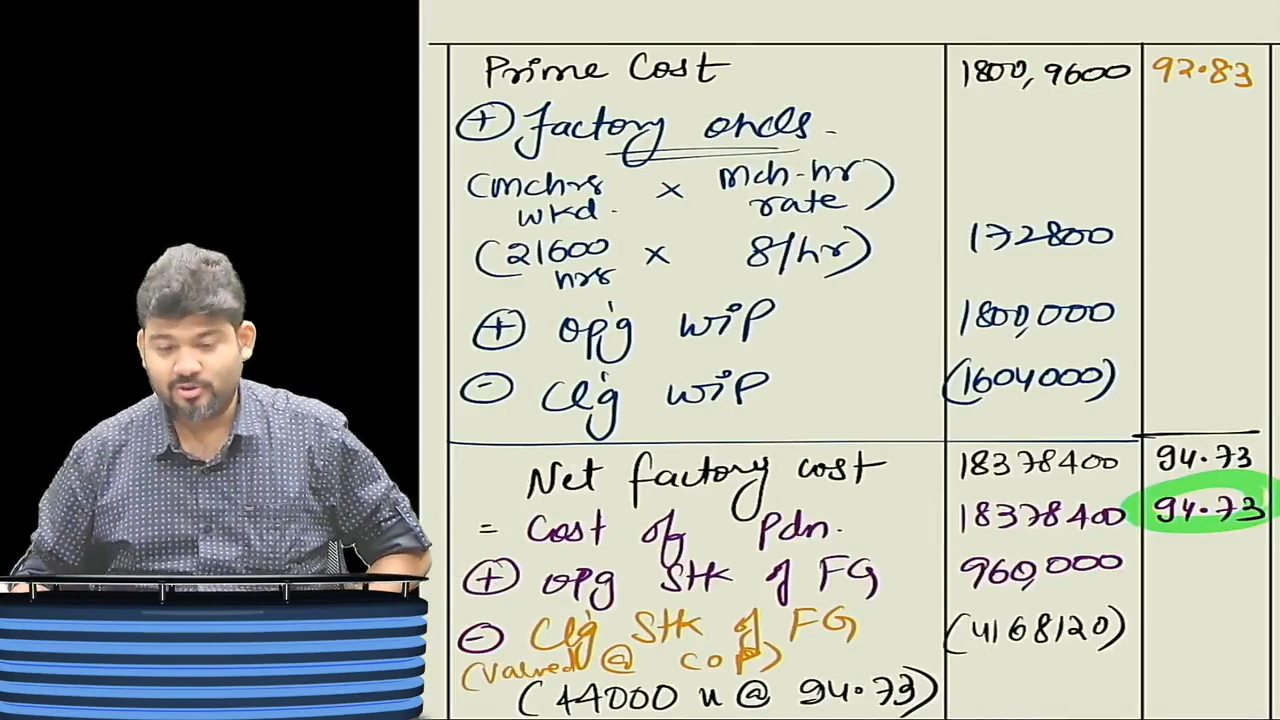 Prime Cost 1800,9600 92.83
(+) factory ohds.
(mchrs wkd. × mch-hr rate)
(21600 hrs × 8/hr) 172800
(+) opg WIP 1800,000
(-) Clg WIP (1604000)
Net factory cost 18378400 94.73
= Cost of Pdn. 18378400 94.73
(+) opg Stk of FG 960,000
(-) Clg Stk of FG (4168120)
(Valued @ COP)
(44000 u @ 94.73)